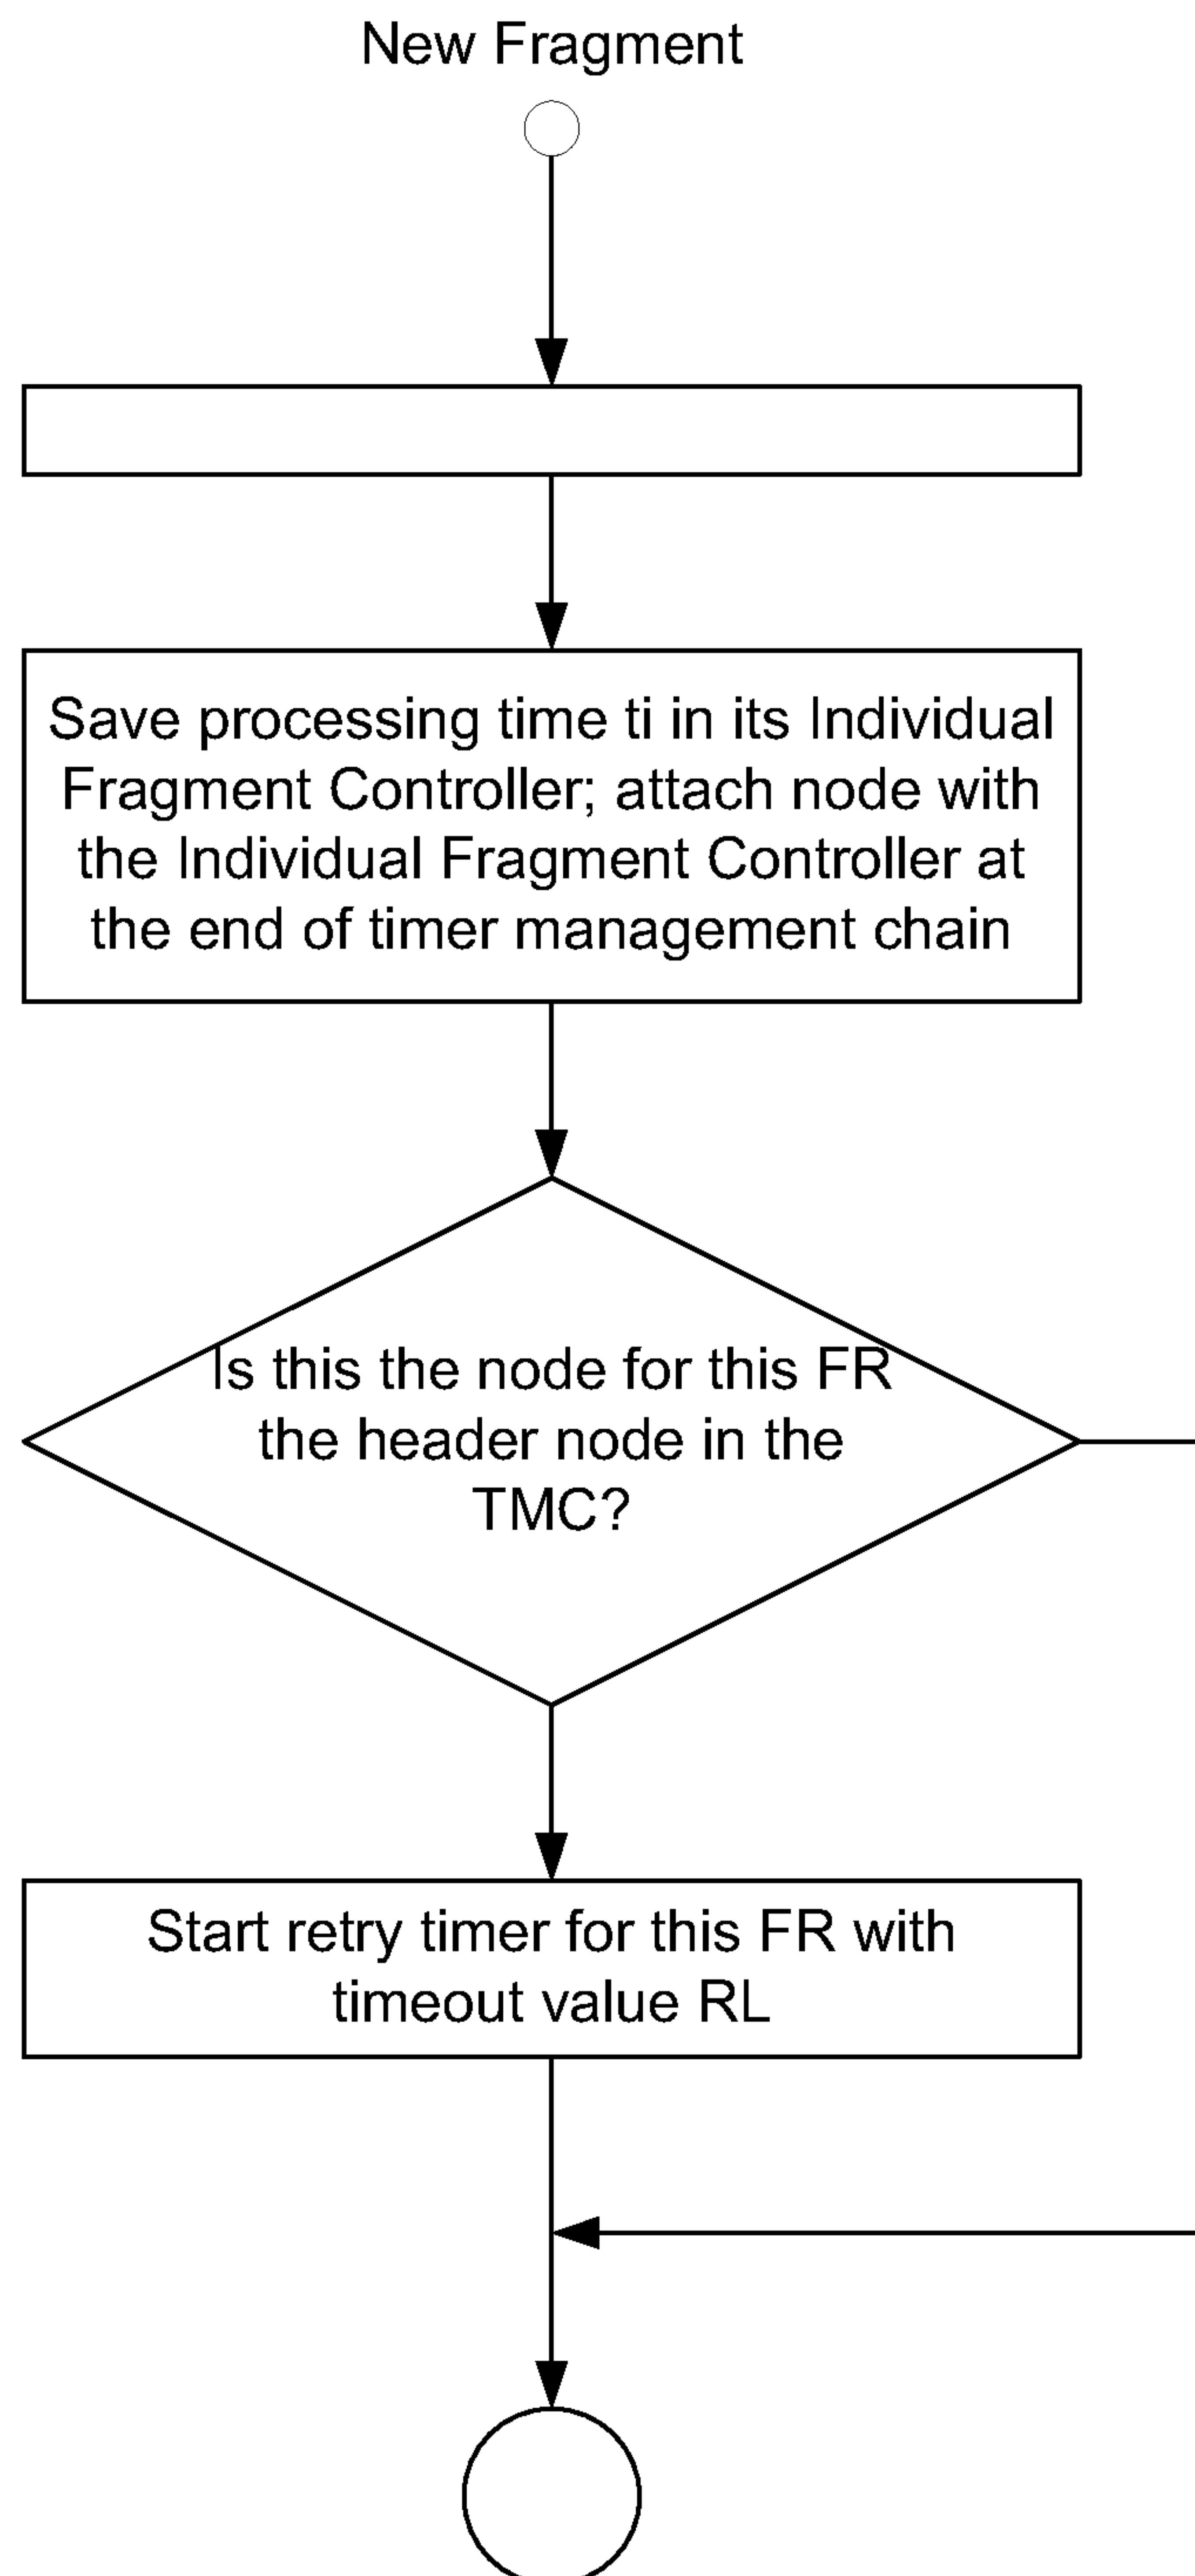 New Fragment
Save processing time ti in its Individual
Fragment Controller; attach node with
the Individual Fragment Controller at
the end of timer management chain
Is this the node for this FR
the header node in the
TMC?
Start retry timer for this FR with
timeout value RL